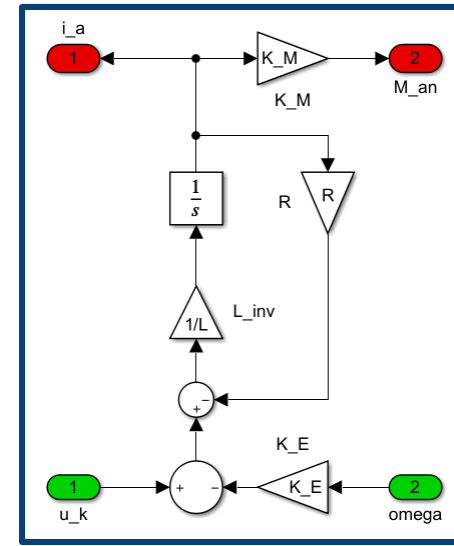 i_a
1
K_M
2
K_M
M_an
1
s
R
R
1/L
L_inv
−
+
K_E
1
+
−
K_E
2
u_k
omega